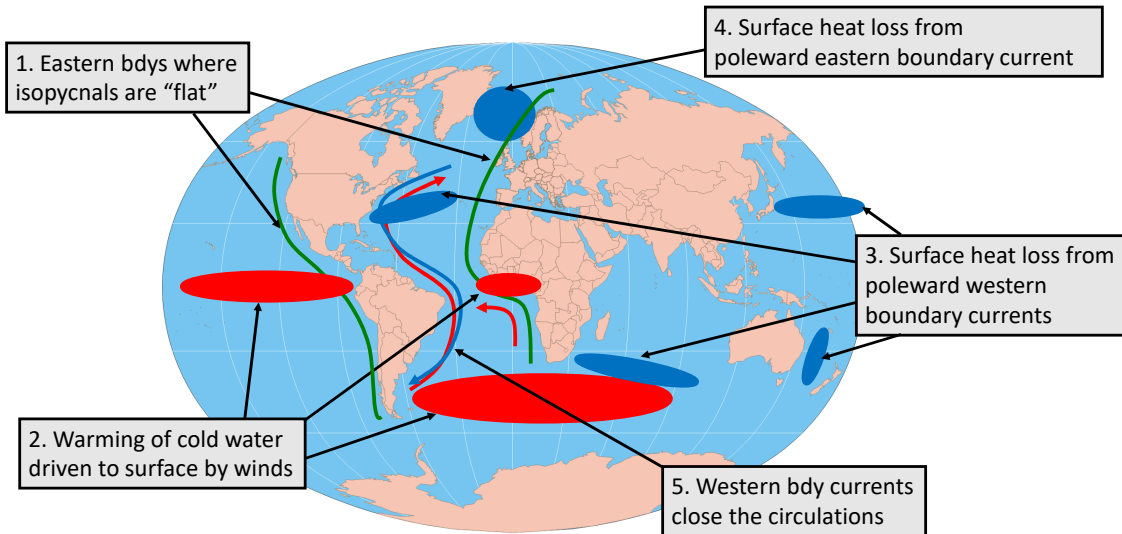 4. Surface heat loss from
poleward eastern boundary current
1. Eastern bdys where
isopycnals are “flat”
3. Surface heat loss from
poleward western
boundary currents
2. Warming of cold water
driven to surface by winds
5. Western bdy currents
close the circulations